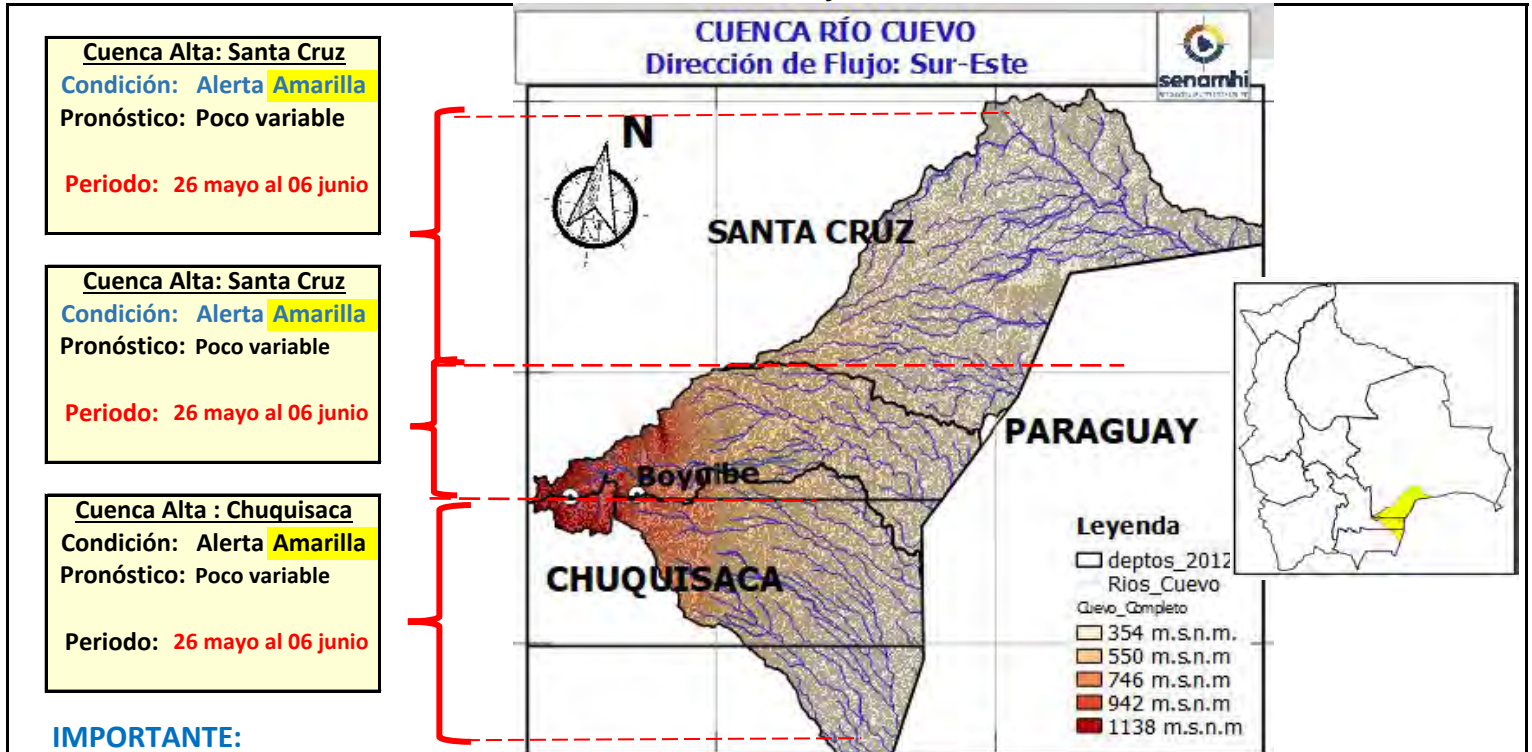 Cuenca Alta: Santa Cruz
Condición: Alerta Amarilla
Pronóstico: Poco variable
Periodo: 26 mayo al 06 junio
Cuenca Alta: Santa Cruz
Condición: Alerta Amarilla
Pronóstico: Poco variable
Periodo: 26 mayo al 06 junio
Cuenca Alta : Chuquisaca
Condición: Alerta Amarilla
Pronóstico: Poco variable
Periodo: 26 mayo al 06 junio
IMPORTANTE:
CUENCA RÍO CUEVO
Dirección de Flujo: Sur-Este
senamhi
N
SANTA CRUZ
PARAGUAY
Boyuibe
CHUQUISACA
Leyenda
deptos_2012
Rios_Cuevo
Cuevo_Completo
354 m.s.n.m.
550 m.s.n.m
746 m.s.n.m
942 m.s.n.m
1138 m.s.n.m